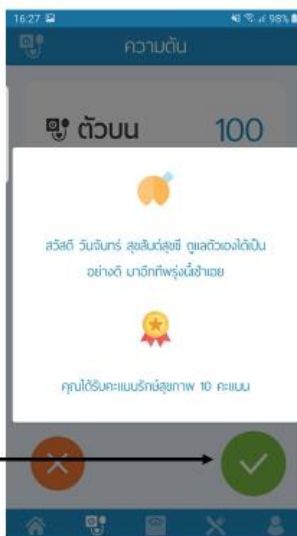 16:27
98%
ความดัน
ตัวบน 100
สวัสดี วันจันทร์ สุขสันต์สุขขี ดูแลตัวเองได้เป็น
อย่างดี มาอีกทีพรุ่งนี้เช้าเอย
คุณได้รับคะแนนรักษ์สุขภาพ 10 คะแนน